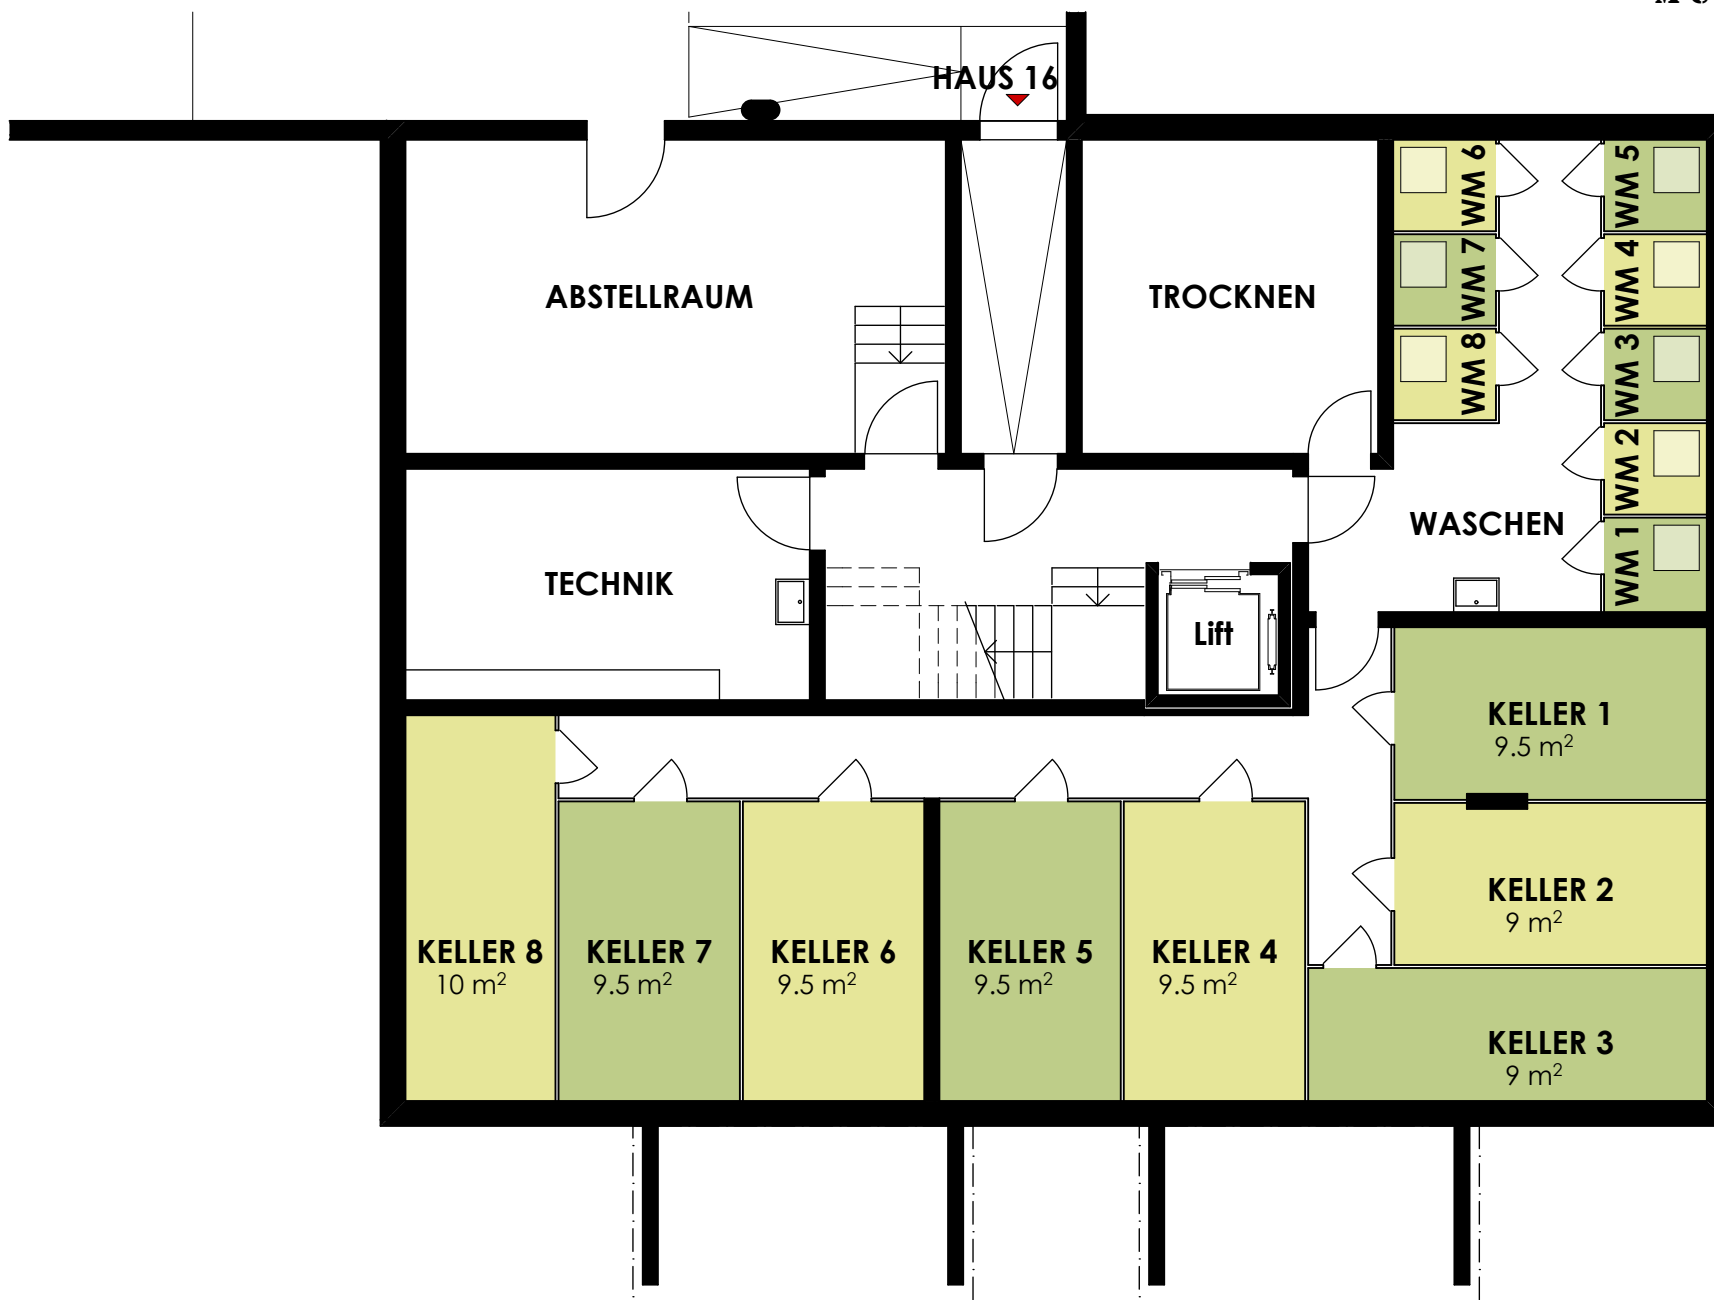 HAUS 16
WM 6
WM 5
WM 7
WM 4
ABSTELLRAUM
TROCKNEN
WM 8
WM 3
WM 2
WASCHEN
WM 1
TECHNIK
Lift
KELLER 1
9.5 m²
KELLER 2
9 m²
KELLER 8
10 m²
KELLER 7
9.5 m²
KELLER 6
9.5 m²
KELLER 5
9.5 m²
KELLER 4
9.5 m²
KELLER 3
9 m²